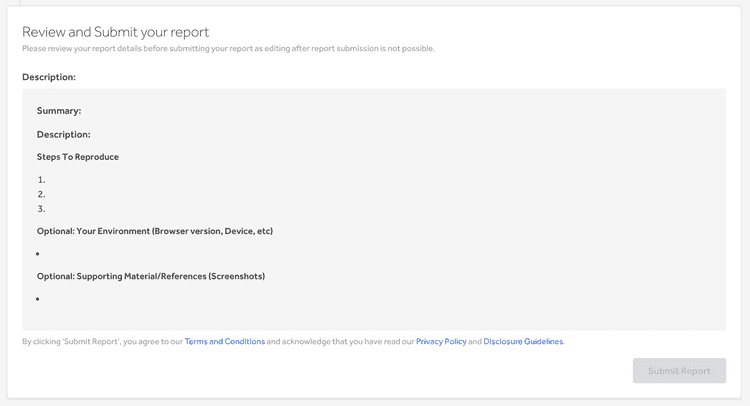 Review and Submit your report
Please review your report details before submitting your report as editing after report submission is not possible.
Description:
Summary:
Description:
Steps To Reproduce
1.
2.
3.
Optional: Your Environment (Browser version, Device, etc)
•
Optional: Supporting Material/References (Screenshots)
•
By clicking 'Submit Report', you agree to our Terms and Conditions and acknowledge that you have read our Privacy Policy and Disclosure Guidelines.
Submit Report